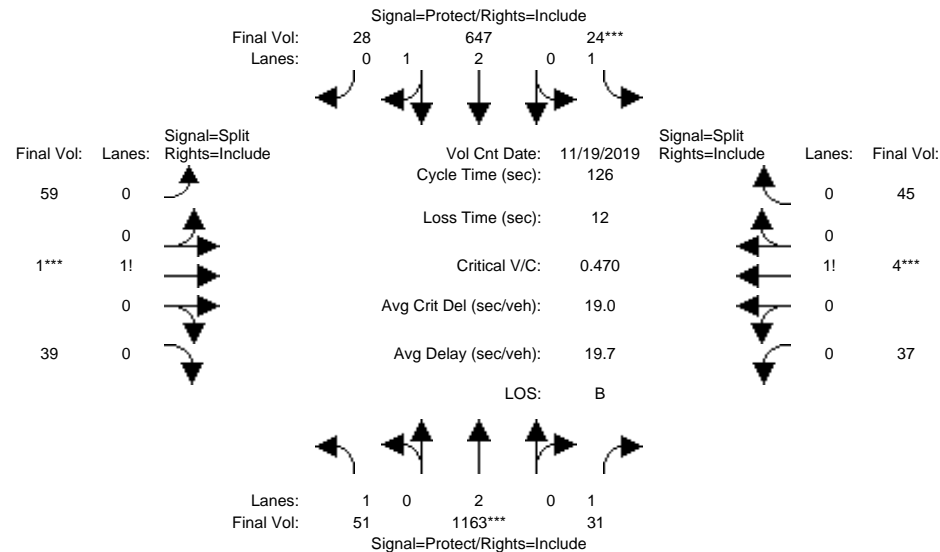 Signal=Protect/Rights=Include
Final Vol: 28 647 24***
Lanes: 0 1 2 0 1
Signal=Split
Final Vol: Lanes: Rights=Include
Vol Cnt Date: 11/19/2019
Signal=Split
Rights=Include Lanes: Final Vol:
Cycle Time (sec): 126
59 0
0 45
Loss Time (sec): 12
0
0
1*** 1!
Critical V/C: 0.470
1! 4***
0
Avg Crit Del (sec/veh): 19.0
0
39 0
Avg Delay (sec/veh): 19.7
0 37
LOS: B
Lanes: 1 0 2 0 1
Final Vol: 51 1163*** 31
Signal=Protect/Rights=Include